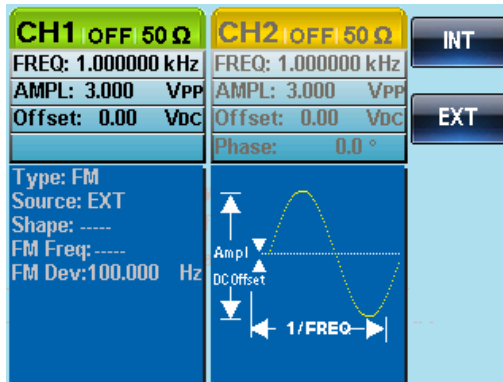 CH1 OFF 50 Ω
FREQ: 1.000000 kHz
AMPL: 3.000 VPP
Offset: 0.00 VDC
CH2 OFF 50 Ω
FREQ: 1.000000 kHz
AMPL: 3.000 VPP
Offset: 0.00 VDC
Phase: 0.0 °
INT
EXT
Type: FM
Source: EXT
Shape: -----
FM Freq:-----
FM Dev:100.000 Hz
Ampl
DC Offset
1/FREQ